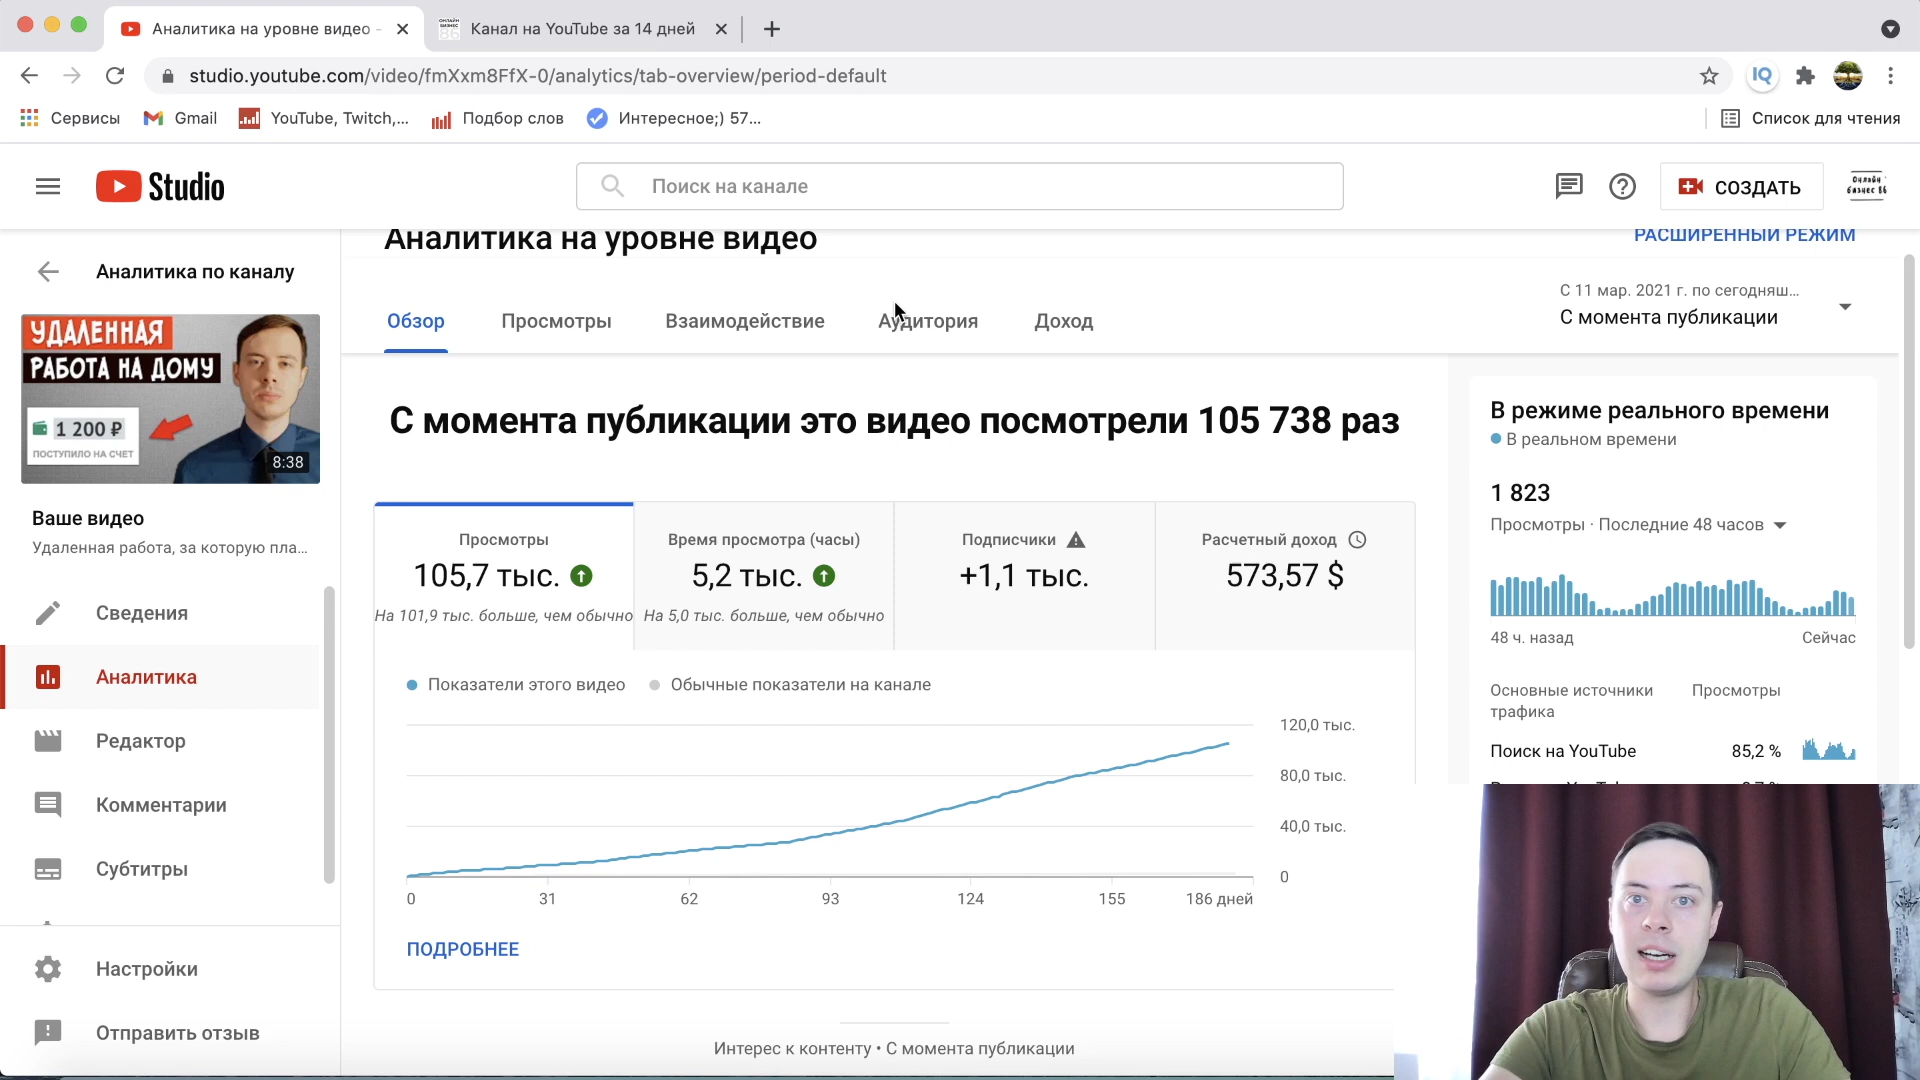 Аналитика на уровне видео -
Канал на YouTube за 14 дней
studio.youtube.com/video/fmXxm8FfX-0/analytics/tab-overview/period-default
IQ
Сервисы
Gmail
YouTube, Twitch,...
Подбор слов
Интересное;) 57...
Список для чтения
Studio
Поиск на канале
СОЗДАТЬ
Онлайн
бизнес 86
Аналитика по каналу
Аналитика на уровне видео
РАСШИРЕННЫЙ РЕЖИМ
Обзор
Просмотры
Взаимодействие
Аудитория
Доход
С 11 мар. 2021 г. по сегодняш...
С момента публикации
УДАЛЕННАЯ
РАБОТА НА ДОМУ
1 200 ₽
ПОСТУПИЛО НА СЧЕТ
8:38
Ваше видео
Удаленная работа, за которую пла...
Сведения
Аналитика
Редактор
Комментарии
Субтитры
Настройки
Отправить отзыв
С момента публикации это видео посмотрели 105 738 раз
Просмотры
105,7 тыс.
На 101,9 тыс. больше, чем обычно
Время просмотра (часы)
5,2 тыс.
На 5,0 тыс. больше, чем обычно
Подписчики
+1,1 тыс.
Расчетный доход
573,57 $
Показатели этого видео
Обычные показатели на канале
120,0 тыс.
80,0 тыс.
40,0 тыс.
0
0
31
62
93
124
155
186 дней
ПОДРОБНЕЕ
Интерес к контенту • С момента публикации
В режиме реального времени
В реальном времени
1 823
Просмотры · Последние 48 часов
48 ч. назад
Сейчас
Основные источники
трафика
Просмотры
Поиск на YouTube
85,2 %